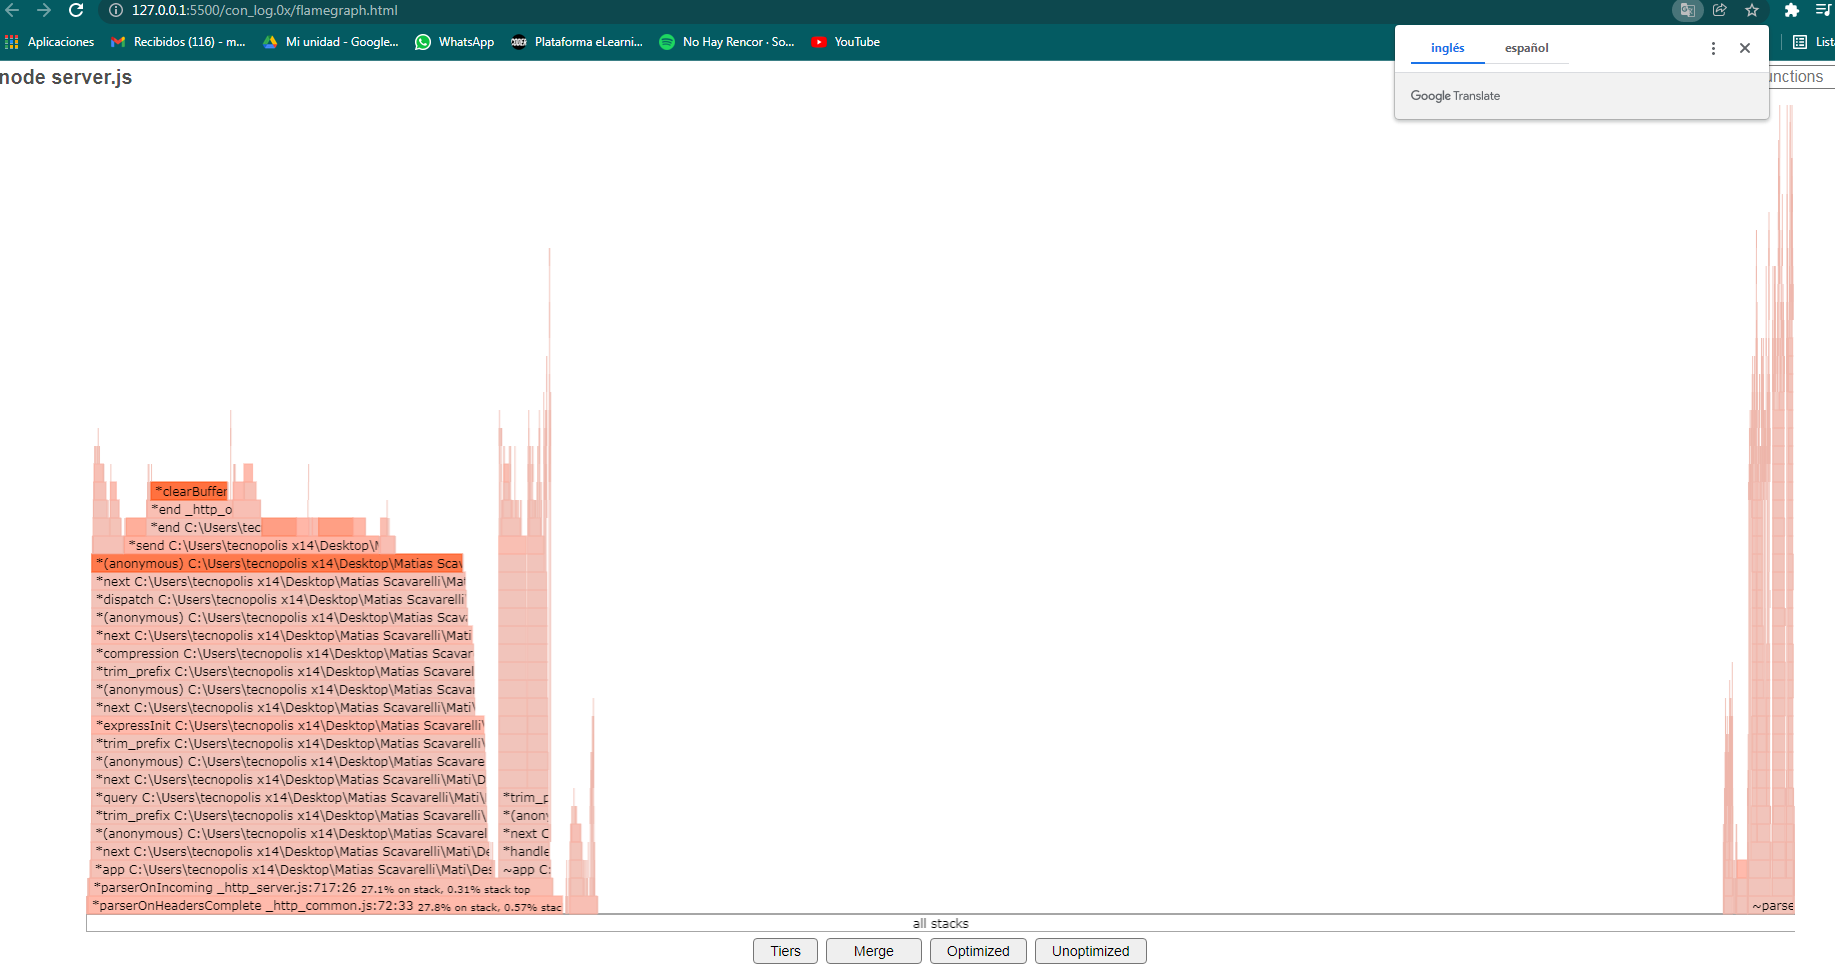 127.0.0.1:5500/con_log.0x/flamegraph.html
Aplicaciones
Recibidos (116) - m...
Mi unidad - Google...
CODER
Plataforma eLearni...
No Hay Rencor · So...
WhatsApp
YouTube
List
inglés
español
Google Translate
node server.js
unctions
*clearBuffer
*end _http_o
*end C:\Users\tec
*send C:\Users\tecnopolis x14\Desktop\M
*(anonymous) C:\Users\tecnopolis x14\Desktop\Matias Scav
*next C:\Users\tecnopolis x14\Desktop\Matias Scavarelli\Mat
*dispatch C:\Users\tecnopolis x14\Desktop\Matias Scavarelli
*(anonymous) C:\Users\tecnopolis x14\Desktop\Matias Scava
*next C:\Users\tecnopolis x14\Desktop\Matias Scavarelli\Mati
*compression C:\Users\tecnopolis x14\Desktop\Matias Scavar
*trim_prefix C:\Users\tecnopolis x14\Desktop\Matias Scavarel
*(anonymous) C:\Users\tecnopolis x14\Desktop\Matias Scavar
*next C:\Users\tecnopolis x14\Desktop\Matias Scavarelli\Mati\
*expressInit C:\Users\tecnopolis x14\Desktop\Matias Scavarelli\
*trim_prefix C:\Users\tecnopolis x14\Desktop\Matias Scavarelli\
*(anonymous) C:\Users\tecnopolis x14\Desktop\Matias Scavare
*next C:\Users\tecnopolis x14\Desktop\Matias Scavarelli\Mati\D
*query C:\Users\tecnopolis x14\Desktop\Matias Scavarelli\Mati\
*trim_p
*trim_prefix C:\Users\tecnopolis x14\Desktop\Matias Scavarelli\
*(anony
*(anonymous) C:\Users\tecnopolis x14\Desktop\Matias Scavarel
*next C
*next C:\Users\tecnopolis x14\Desktop\Matias Scavarelli\Mati\De
*handle
*app C:\Users\tecnopolis x14\Desktop\Matias Scavarelli\Mati\Des
~app C:
*parserOnIncoming _http_server.js:717:26 27.1% on stack, 0.31% stack top
*parserOnHeadersComplete _http_common.js:72:33 27.8% on stack, 0.57% stac
~parse
all stacks
Tiers
Merge
Optimized
Unoptimized